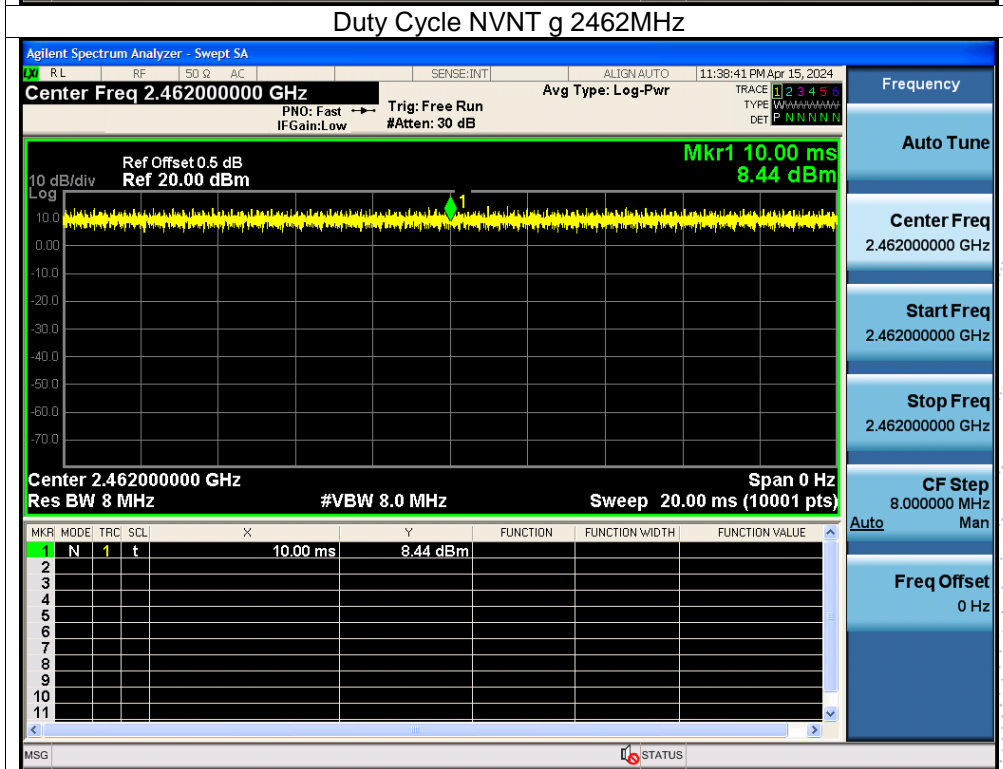 Duty Cycle NVNT g 2462MHz
Agilent Spectrum Analyzer - Swept SA
LXI RL RF 50 Ω AC SENSE:INT ALIGN AUTO 11:38:41 PM Apr 15, 2024
Center Freq 2.462000000 GHz Avg Type: Log-Pwr TRACE 1 2 3 4 5 6
PNO: Fast Trig: Free Run TYPE WWWWWWW
IFGain:Low #Atten: 30 dB DET P N N N N N
Mkr1 10.00 ms
Ref Offset 0.5 dB
10 dB/div Ref 20.00 dBm 8.44 dBm
Log
1
10.0
0.00
-10.0
-20.0
-30.0
-40.0
-50.0
-60.0
-70.0
Center 2.462000000 GHz Span 0 Hz
Res BW 8 MHz #VBW 8.0 MHz Sweep 20.00 ms (10001 pts)
MKR MODE TRC SCL X Y FUNCTION FUNCTION WIDTH FUNCTION VALUE
1 N 1 t 10.00 ms 8.44 dBm
2
3
4
5
6
7
8
9
10
11
MSG STATUS
Frequency
Auto Tune
Center Freq
2.462000000 GHz
Start Freq
2.462000000 GHz
Stop Freq
2.462000000 GHz
CF Step
8.000000 MHz
Auto Man
Freq Offset
0 Hz